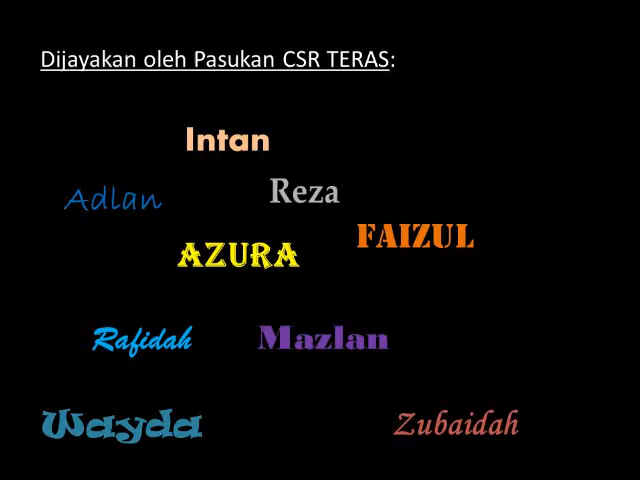 Dijayakan oleh Pasukan CSR TERAS:
Intan
Adlan
Reza
FAIZUL
AZURA
Rafidah
Mazlan
Wayda
Zubaidah